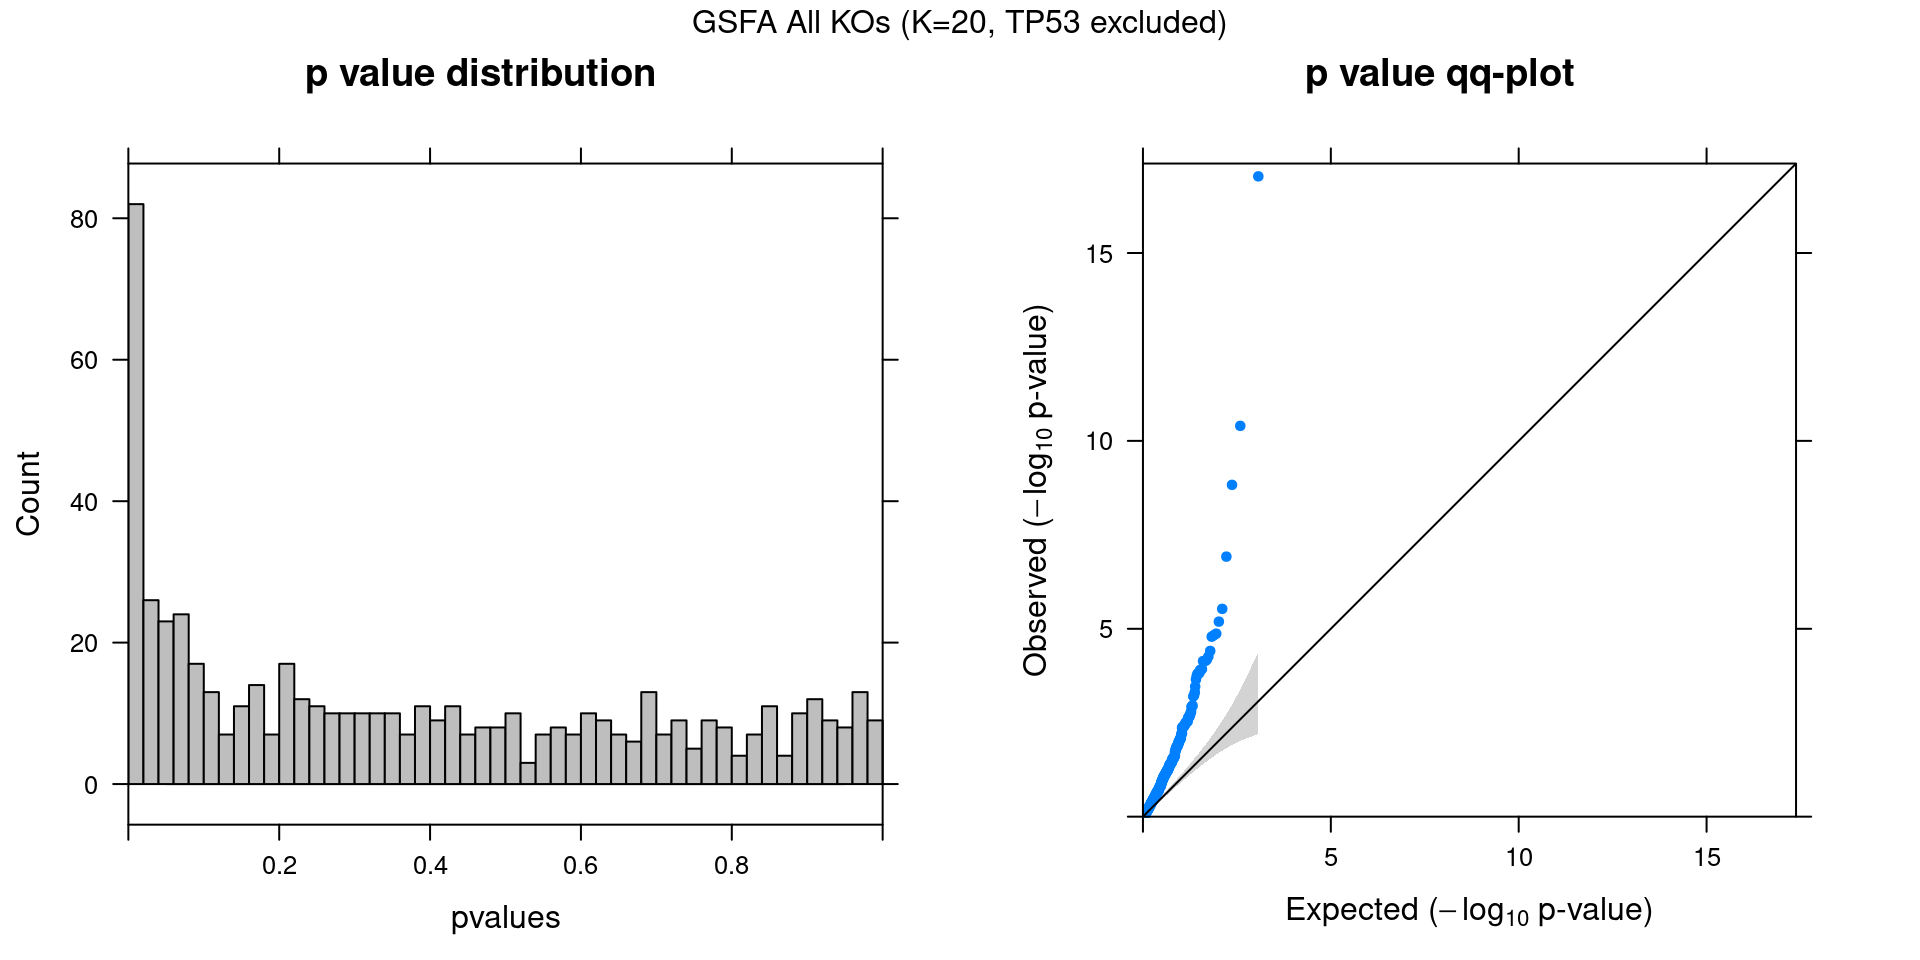 GSFA All KOs (K=20, TP53 excluded)
p value distribution
80
60
40
20
0
Count
0.2 0.4 0.6 0.8
pvalues
p value qq-plot
15
10
5
Observed (−log10 p-value)
5 10 15
Expected (−log10 p-value)